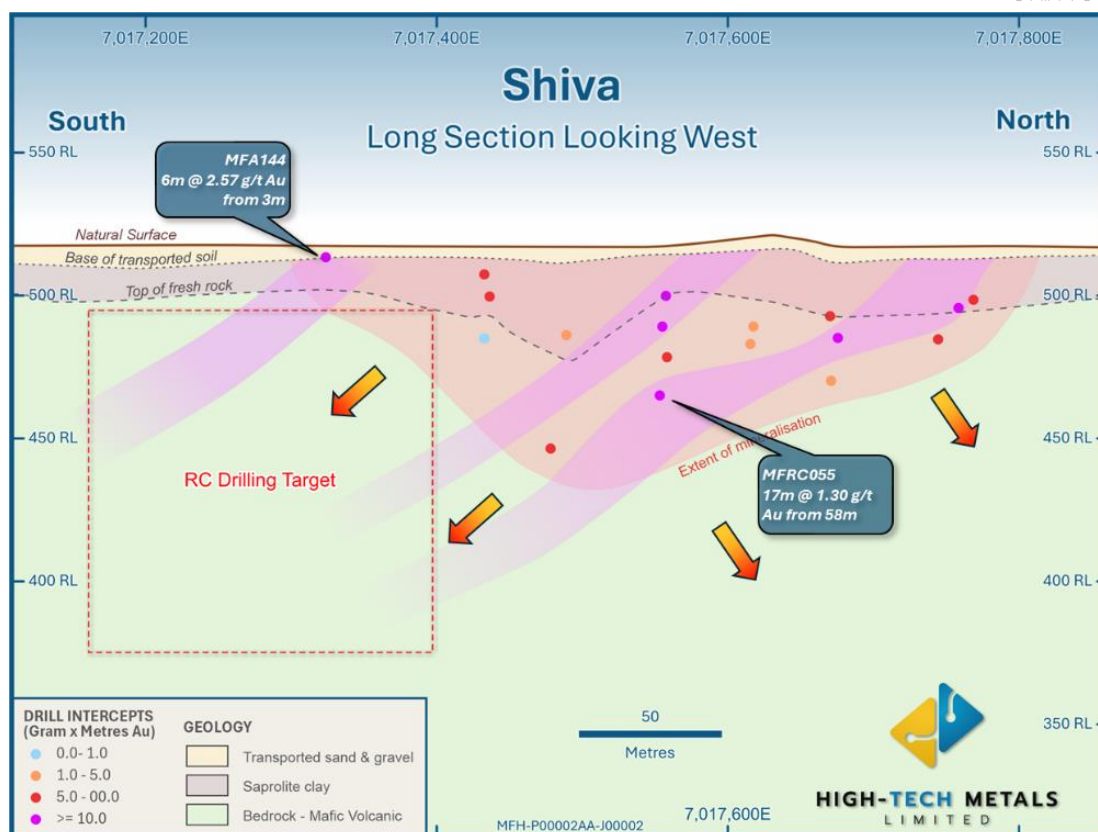 7,017,200E
7,017,400E
7,017,600E
7,017,800E
Shiva
South
North
Long Section Looking West
550 RL
550 RL
MFA144
6m @ 2.57 g/t Au
from 3m
Natural Surface
Base of transported soil
Top of fresh rock
500 RL
500 RL
450 RL
450 RL
RC Drilling Target
Extent of mineralisation
MFRC055
17m @ 1.30 g/t
Au from 58m
400 RL
400 RL
350 RL
DRILL INTERCEPTS
(Gram x Metres Au)
0.0- 1.0
1.0 - 5.0
5.0 - 00.0
>= 10.0
GEOLOGY
Transported sand & gravel
Saprolite clay
Bedrock - Mafic Volcanic
50
Metres
7,017,600E
MFH-P00002AA-J00002
HIGH-TECH METALS
LIMITED